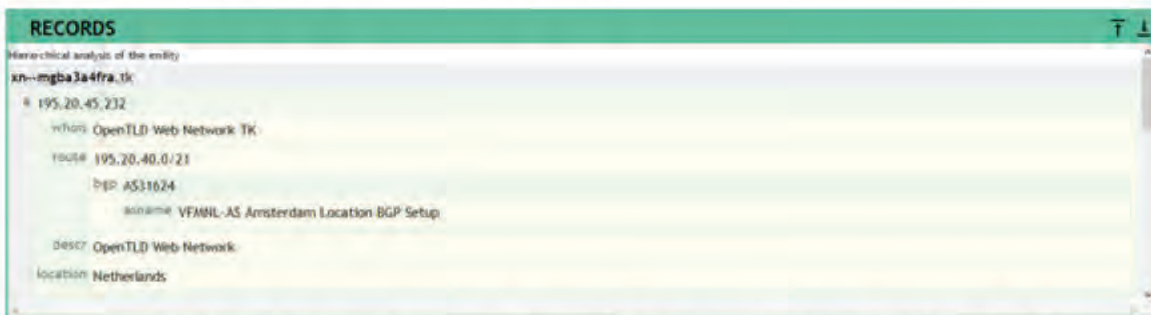 RECORDS
Hierarchical analysis of the entity
xn--mgba3a4fra.tk
a 195.20.45.232
whois OpenTLD Web Network TK
route 195.20.40.0/21
bgp AS31624
asname VFMNL-AS Amsterdam Location BGP Setup
descr OpenTLD Web Network
location Netherlands